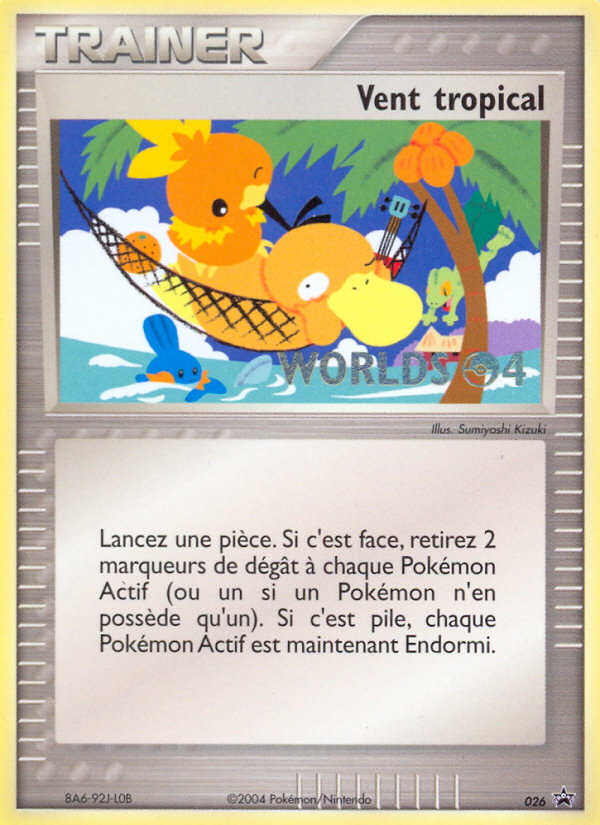 TRAINER
Vent tropical
WORLDS 04
Illus. Sumiyoshi Kizuki
Lancez une pièce. Si c'est face, retirez 2
marqueurs de dégât à chaque Pokémon
Actif (ou un si un Pokémon n'en
possède qu'un). Si c'est pile, chaque
Pokémon Actif est maintenant Endormi.
8A6-92J-L0B
©2004 Pokémon/Nintendo
026